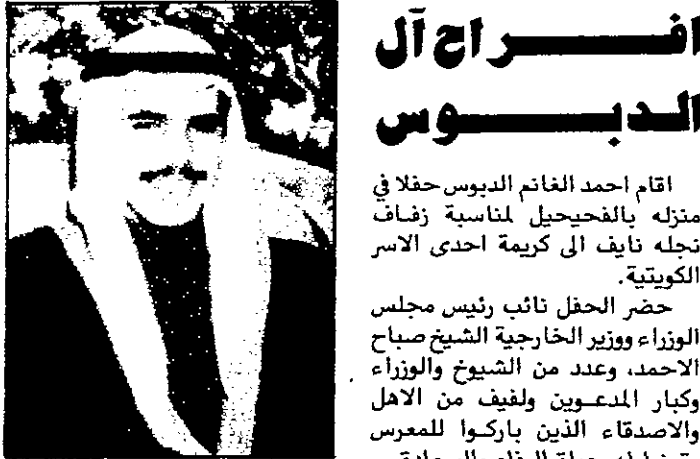 افـــراح آل
الدبـــوس
اقام احمد الغانم الدبوس حفلا في
منزله بالفحيحيل لمناسبة زفاف
نجله نايف الى كريمة احدى الاسر
الكويتية.
حضر الحفل نائب رئيس مجلس
الوزراء ووزير الخارجية الشيخ صباح
الاحمد، وعدد من الشيوخ والوزراء
وكبار المدعوين ولفيف من الاهل
والاصدقاء الذين باركوا للمعرس